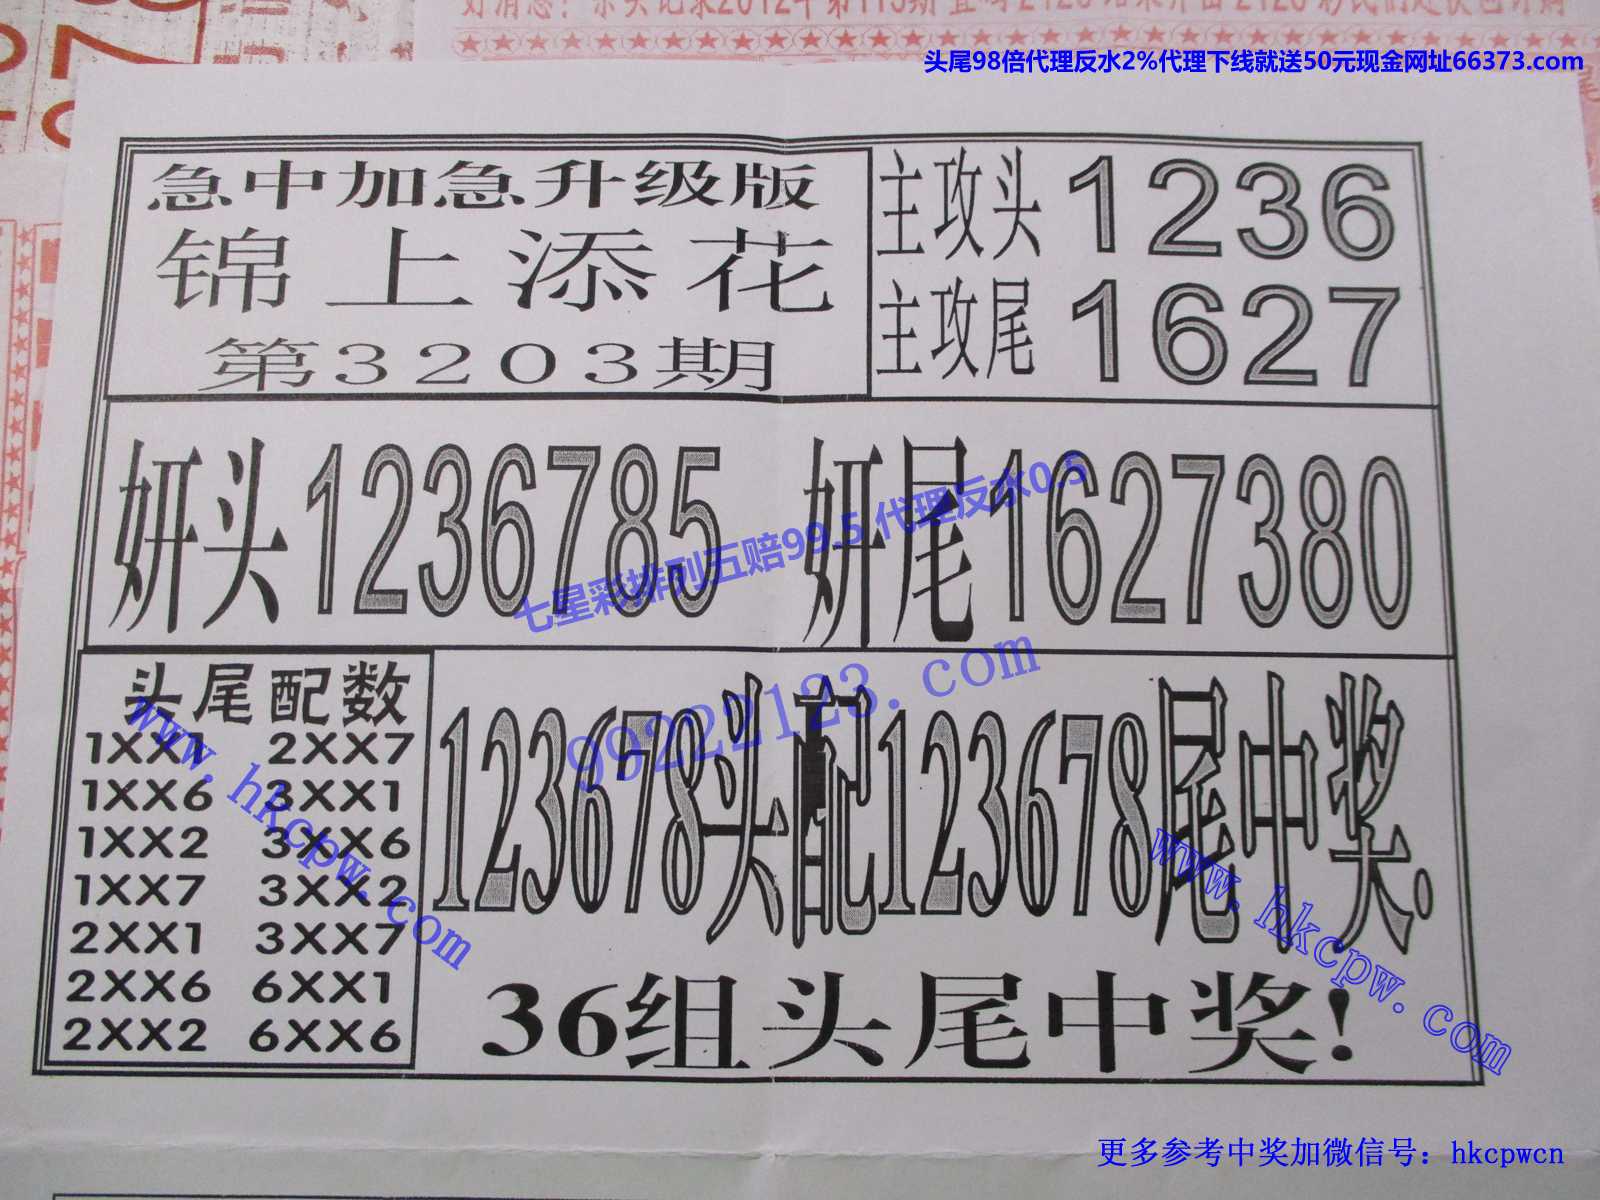 好消息：
头尾98倍代理反水2%代理下线就送50元现金网址66373.com
急中加急升级版
锦上添花
第3203期
主攻头 1236
主攻尾 1627
妍头1236785
妍尾1627380
七星彩排列五赔99.5 代理反水0.5
99222123.com
头尾配数
1XX1 2XX7
1XX6 3XX1
1XX2 3XX6
1XX7 3XX2
2XX1 3XX7
2XX6 6XX1
2XX2 6XX6
www.hkcpw.com
123678头配123678尾中奖.
36组头尾中奖!
www.hkcpw.com
更多参考中奖加微信号：hkcpwcn